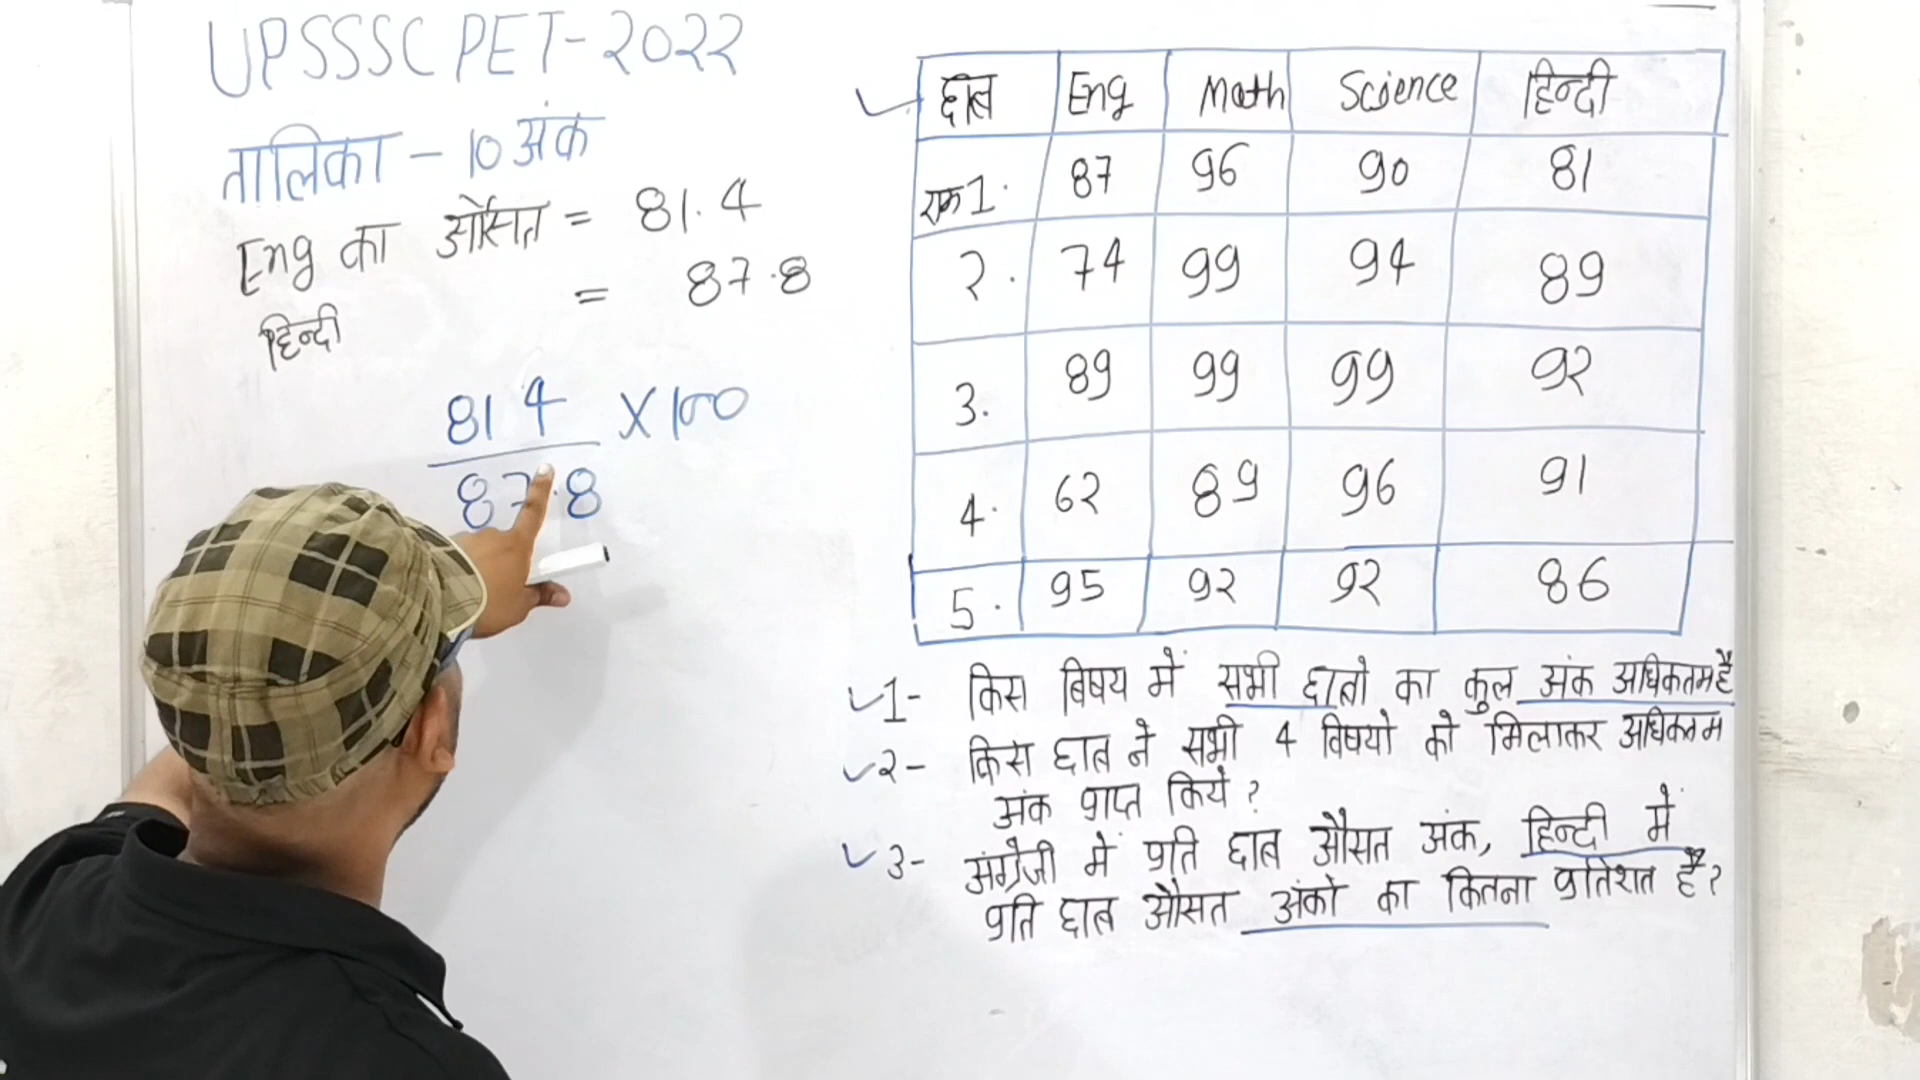 UPSSSC PET-2022
तालिका - 10 अंक
Eng का औसत = 81.4
हिन्दी = 87.8
81 4 X 100
87.8
छात्र Eng Math Science हिन्दी
1. 87 96 90 81
2. 74 99 94 89
3. 89 99 99 92
4. 62 89 96 91
5. 95 92 92 86
1- किस विषय में सभी छात्रो का कुल अंक अधिकतम है
2- किस छात्र ने सभी 4 विषयो को मिलाकर अधिकतम
अंक प्राप्त किये ?
3- अंग्रेजी में प्रति छात्र औसत अंक, हिन्दी में
प्रति छात्र औसत अंको का कितना प्रतिशत है ?